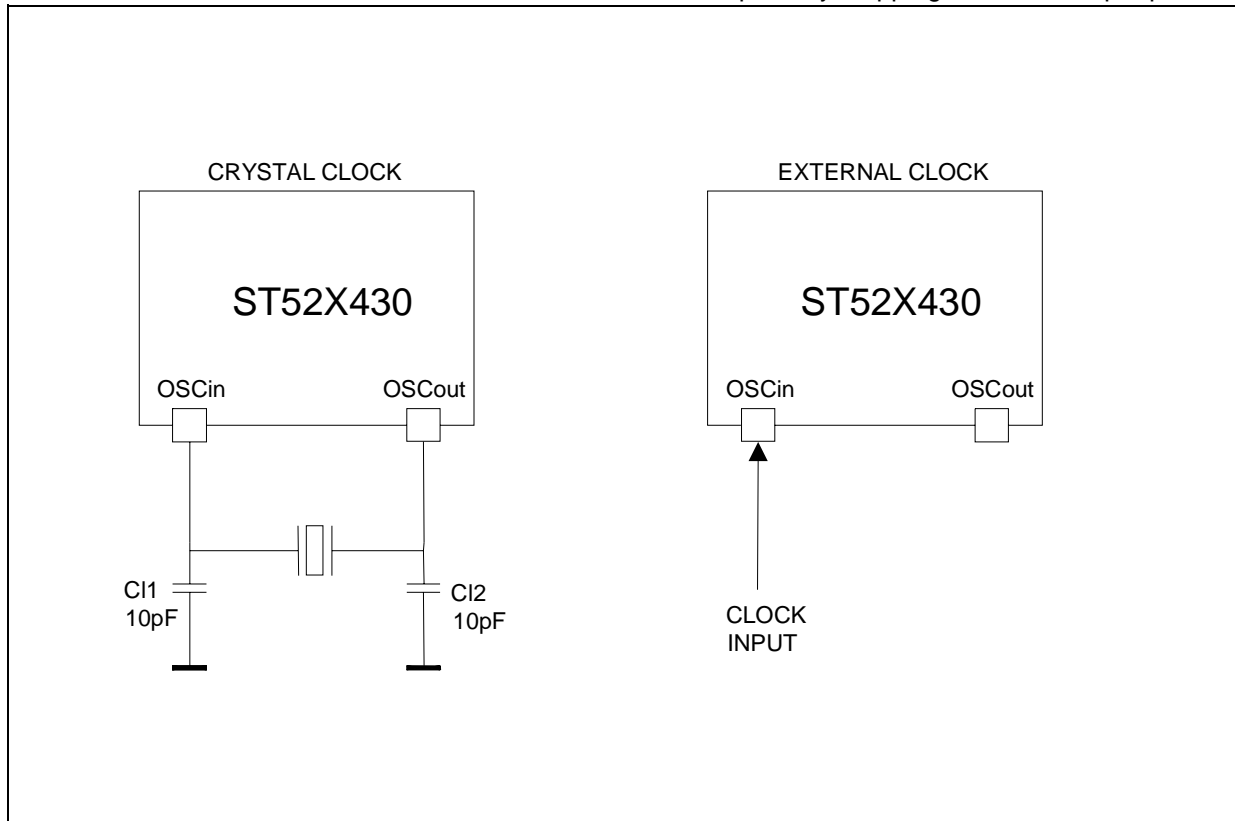 CRYSTAL CLOCK
ST52X430
OSCin
OSCout
Cl1
10pF
Cl2
10pF
EXTERNAL CLOCK
ST52X430
OSCin
OSCout
CLOCK
INPUT